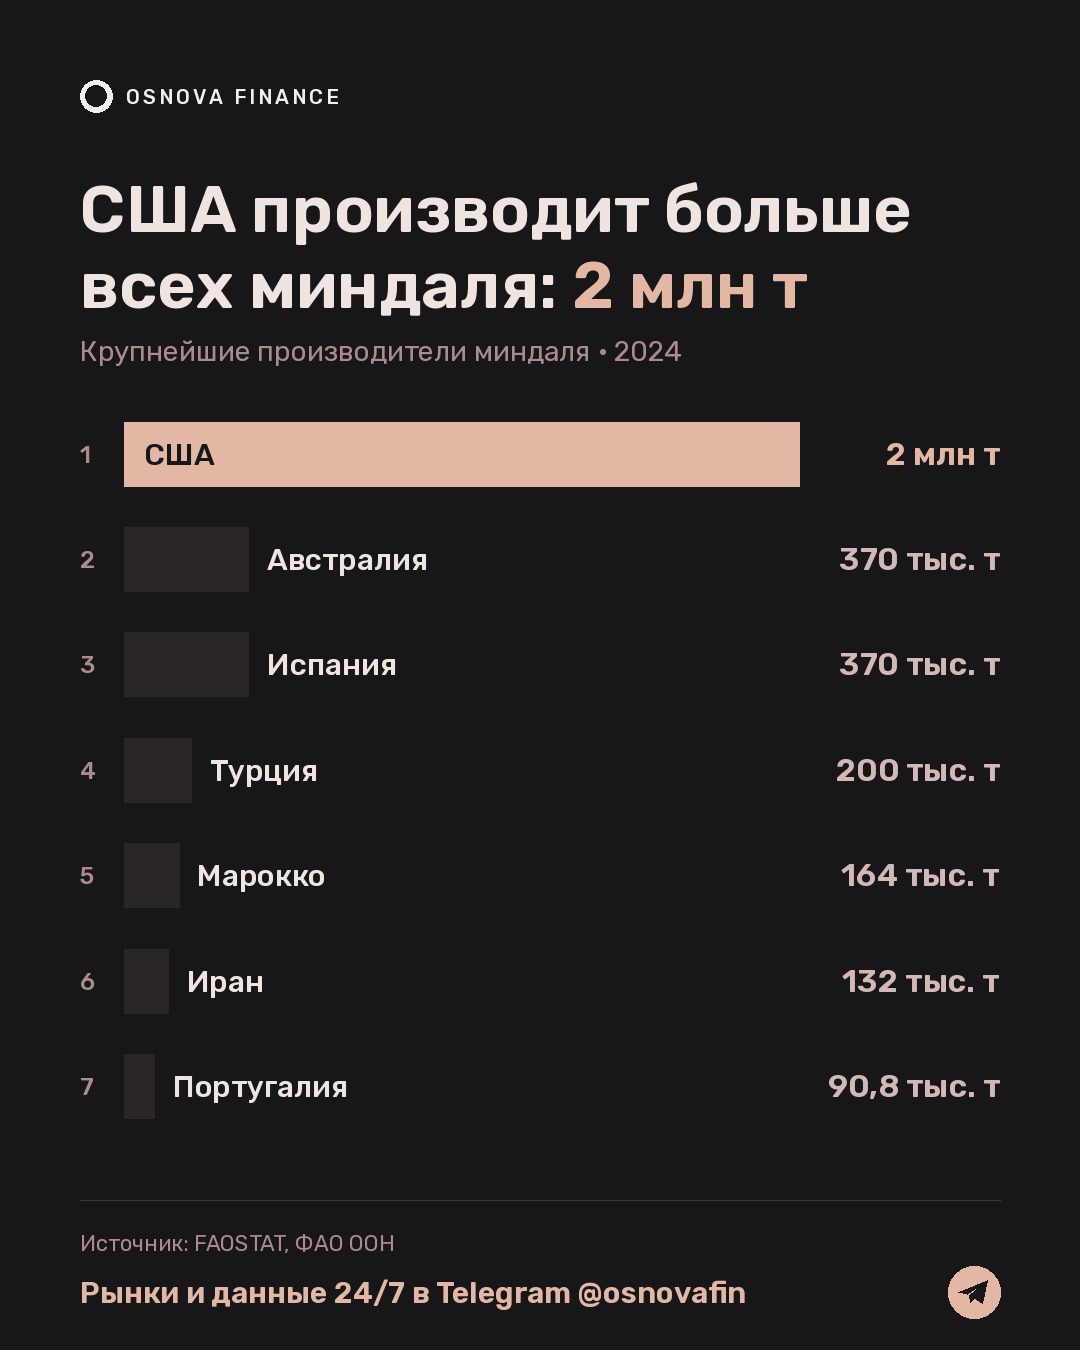 OSNOVA FINANCE
США производит больше
всех миндаля: 2 млн т
Крупнейшие производители миндаля • 2024
1 США 2 млн т
2 Австралия 370 тыс. т
3 Испания 370 тыс. т
4 Турция 200 тыс. т
5 Марокко 164 тыс. т
6 Иран 132 тыс. т
7 Португалия 90,8 тыс. т
Источник: FAOSTAT, ФАО ООН
Рынки и данные 24/7 в Telegram @osnovafin